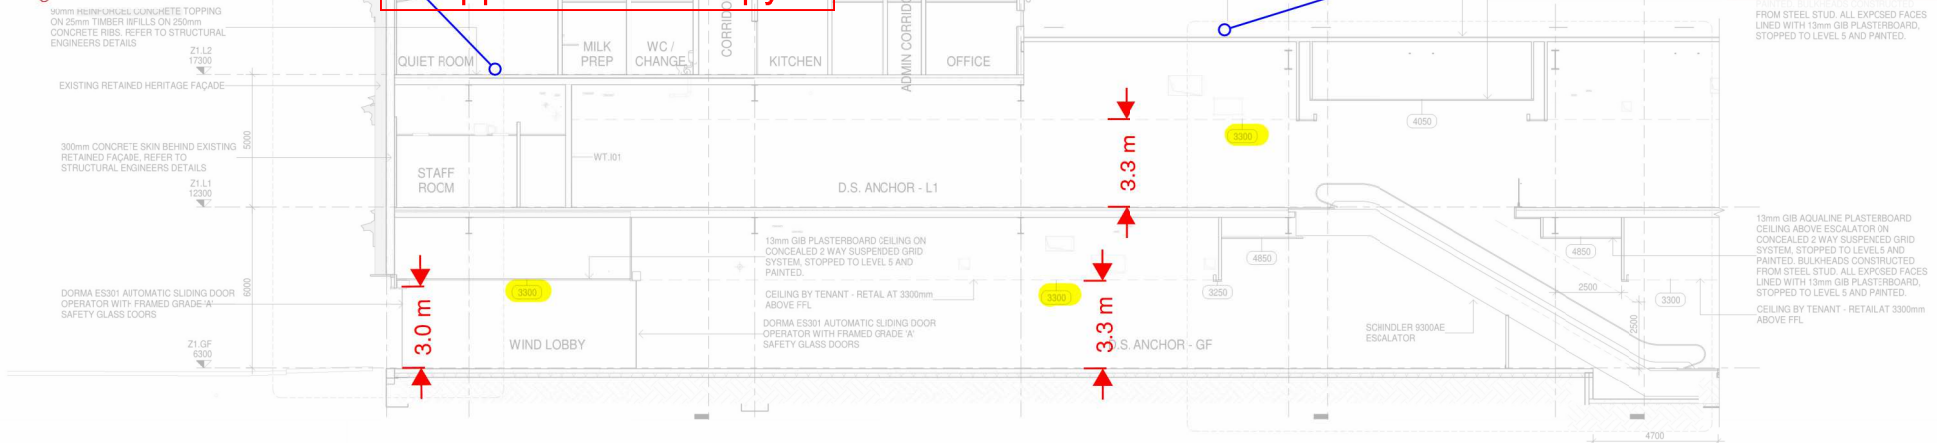 90mm REINFORCED CONCRETE TOPPING
ON 25mm TIMBER INFILLS ON 250mm
CONCRETE RIBS. REFER TO STRUCTURAL
ENGINEERS DETAILS
Z1.L2
17300
EXISTING RETAINED HERITAGE FAÇADE
5000
300mm CONCRETE SKIN BEHIND EXISTING
RETAINED FAÇADE, REFER TO
STRUCTURAL ENGINEERS DETAILS
Z1.L1
12300
6000
DORMA ES301 AUTOMATIC SLIDING DOOR
OPERATOR WITH FRAMED GRADE 'A'
SAFETY GLASS DOORS
Z1.GF
6300
QUIET ROOM
MILK
PREP
WC /
CHANGE
CORRIDO
KITCHEN
ADMIN CORRID
OFFICE
STAFF
ROOM
WT.I01
D.S. ANCHOR - L1
3.3 m
3300
4050
13mm GIB PLASTERBOARD CEILING ON
CONCEALED 2 WAY SUSPENDED GRID
SYSTEM, STOPPED TO LEVEL 5 AND
PAINTED.
CEILING BY TENANT - RETAL AT 3300mm
ABOVE FFL
DORMA ES301 AUTOMATIC SLIDING DOOR
OPERATOR WITH FRAMED GRADE 'A'
SAFETY GLASS DOORS
3.0 m
3300
WIND LOBBY
3300
3.3 m
D.S. ANCHOR - GF
4850
3250
SCHINDLER 9300AE
ESCALATOR
4850
2500
3300
2500
4700
PAINTED. BULKHEADS CONSTRUCTED
FROM STEEL STUD. ALL EXPOSED FACES
LINED WITH 13mm GIB PLASTERBOARD,
STOPPED TO LEVEL 5 AND PAINTED.
13mm GIB AQUALINE PLASTERBOARD
CEILING ABOVE ESCALATOR ON
CONCEALED 2 WAY SUSPENDED GRID
SYSTEM, STOPPED TO LEVEL 5 AND
PAINTED. BULKHEADS CONSTRUCTED
FROM STEEL STUD. ALL EXPOSED FACES
LINED WITH 13mm GIB PLASTERBOARD,
STOPPED TO LEVEL 5 AND PAINTED.
CEILING BY TENANT - RETAIL AT 3300mm
ABOVE FFL